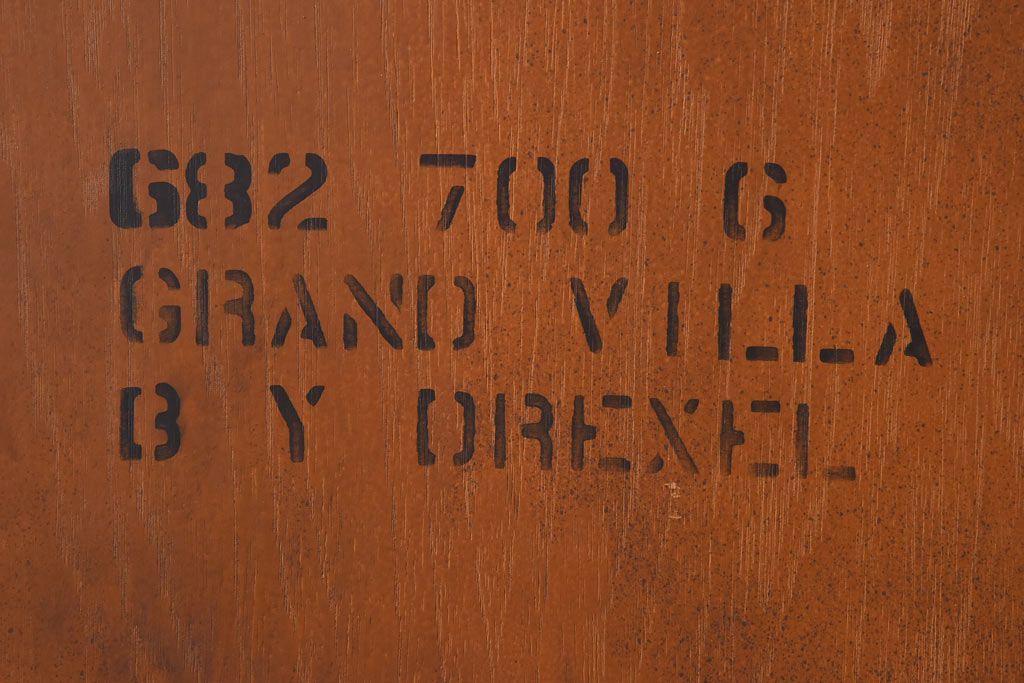 682 700 6
GRAND VILLA
BY DREXEL